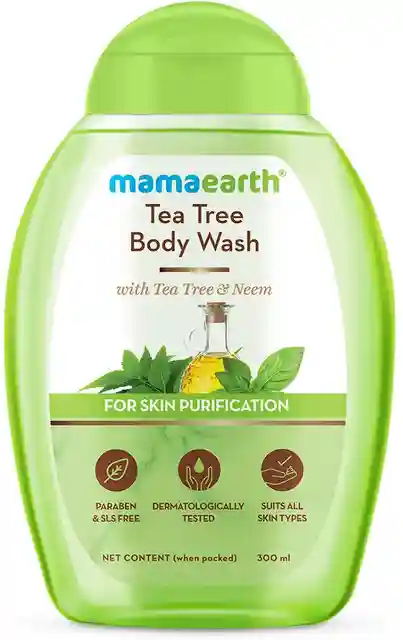 mamaearth®
Tea Tree
Body Wash
with Tea Tree & Neem
FOR SKIN PURIFICATION
PARABEN
& SLS FREE
DERMATOLOGICALLY
TESTED
SUITS ALL
SKIN TYPES
NET CONTENT (when packed) 300 ml